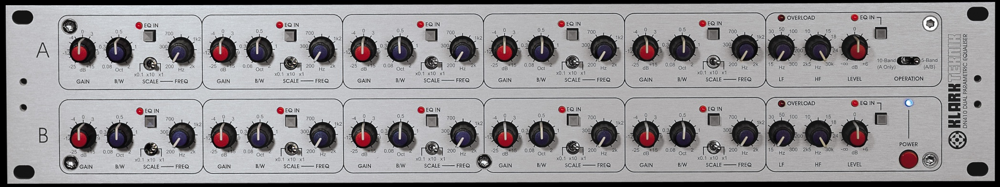 EQ IN EQ IN EQ IN EQ IN EQ IN OVERLOAD EQ IN
0 0.5 700 0 0.5 700 0 0.5 700 0 0.5 700 0 0.5 700 30 50 100 10 15 0
-4 3 1k2 -4 3 1k2 -4 3 1k2 -4 3 1k2 -4 3 1k2 18
A -12 9 0.3 1 300 -12 9 0.3 1 300 -12 9 0.3 1 300 -12 9 0.3 1 300 -12 9 0.3 1 300 200 24
-25 +15 0.08 2 200 2k -25 +15 0.08 2 200 2k -25 +15 0.08 2 200 2k -25 +15 0.08 2 200 2k -25 +15 0.08 2 200 2k 15 300 2k5 30k -∞ +6 10-Band 5-Band
dB Oct Hz dB Oct Hz dB Oct Hz dB Oct Hz dB Oct Hz Hz Hz dB (A Only) (A/B)
x0.1 x10 x1 x0.1 x10 x1 x0.1 x10 x1 x0.1 x10 x1 x0.1 x10 x1
GAIN B/W SCALE FREQ GAIN B/W SCALE FREQ GAIN B/W SCALE FREQ GAIN B/W SCALE FREQ GAIN B/W SCALE FREQ LF HF LEVEL OPERATION
EQ IN EQ IN EQ IN EQ IN EQ IN OVERLOAD EQ IN
0 0.5 700 0 0.5 700 0 0.5 700 0 0.5 700 0 0.5 700 30 50 100 10 15 0
-4 3 1k2 -4 3 1k2 -4 3 1k2 -4 3 1k2 -4 3 1k2 18
B -12 9 0.3 1 300 -12 9 0.3 1 300 -12 9 0.3 1 300 -12 9 0.3 1 300 -12 9 0.3 1 300 200 24
-25 +15 0.08 2 200 2k -25 +15 0.08 2 200 2k -25 +15 0.08 2 200 2k -25 +15 0.08 2 200 2k -25 +15 0.08 2 200 2k 15 300 2k5 30k -∞ +6 POWER
dB Oct Hz dB Oct Hz dB Oct Hz dB Oct Hz dB Oct Hz Hz Hz dB
x0.1 x10 x1 x0.1 x10 x1 x0.1 x10 x1 x0.1 x10 x1 x0.1 x10 x1
GAIN B/W SCALE FREQ GAIN B/W SCALE FREQ GAIN B/W SCALE FREQ GAIN B/W SCALE FREQ GAIN B/W SCALE FREQ LF HF LEVEL
KLARK TEKNIK
DN410 DUAL PARAMETRIC EQUALISER